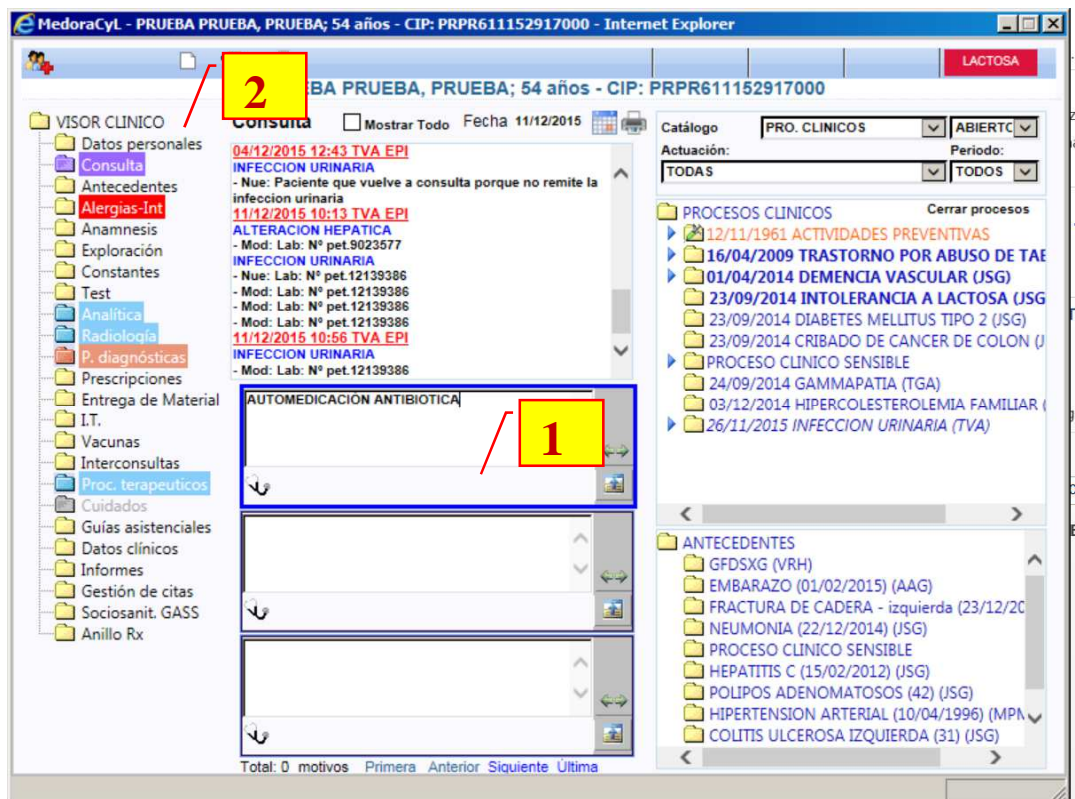 MedoraCyL - PRUEBA PRUEBA, PRUEBA; 54 años - CIP: PRPR611152917000 - Internet Explorer
LACTOSA
EBA PRUEBA, PRUEBA; 54 años - CIP: PRPR611152917000
2
VISOR CLINICO
Datos personales
Consulta
Antecedentes
Alergias-Int
Anamnesis
Exploración
Constantes
Test
Analítica
Radiología
P. diagnósticas
Prescripciones
Entrega de Material
I.T.
Vacunas
Interconsultas
Proc. terapeuticos
Cuidados
Guías asistenciales
Datos clínicos
Informes
Gestión de citas
Sociosanit. GASS
Anillo Rx
Consulta Mostrar Todo Fecha 11/12/2015
04/12/2015 12:43 TVA EPI
INFECCION URINARIA
- Nue: Paciente que vuelve a consulta porque no remite la
infeccion urinaria
11/12/2015 10:13 TVA EPI
ALTERACION HEPATICA
- Mod: Lab: Nº pet.9023577
INFECCION URINARIA
- Nue: Lab: Nº pet.12139386
- Mod: Lab: Nº pet.12139386
- Mod: Lab: Nº pet.12139386
- Mod: Lab: Nº pet.12139386
11/12/2015 10:56 TVA EPI
INFECCION URINARIA
- Mod: Lab: Nº pet.12139386
AUTOMEDICACIÓN ANTIBIOTICA
1
Total: 0 motivos Primera Anterior Siguiente Última
Catálogo PRO. CLINICOS ABIERTC
Actuación: Periodo:
TODAS TODOS
PROCESOS CLINICOS Cerrar procesos
12/11/1961 ACTIVIDADES PREVENTIVAS
16/04/2009 TRASTORNO POR ABUSO DE TAE
01/04/2014 DEMENCIA VASCULAR (JSG)
23/09/2014 INTOLERANCIA A LACTOSA (JSG
23/09/2014 DIABETES MELLITUS TIPO 2 (JSG)
23/09/2014 CRIBADO DE CANCER DE COLON (J
PROCESO CLINICO SENSIBLE
24/09/2014 GAMMAPATIA (TGA)
03/12/2014 HIPERCOLESTEROLEMIA FAMILIAR (
26/11/2015 INFECCION URINARIA (TVA)
ANTECEDENTES
GFDSXG (VRH)
EMBARAZO (01/02/2015) (AAG)
FRACTURA DE CADERA - izquierda (23/12/20
NEUMONIA (22/12/2014) (JSG)
PROCESO CLINICO SENSIBLE
HEPATITIS C (15/02/2012) (JSG)
POLIPOS ADENOMATOSOS (42) (JSG)
HIPERTENSION ARTERIAL (10/04/1996) (MPM
COLITIS ULCEROSA IZQUIERDA (31) (JSG)